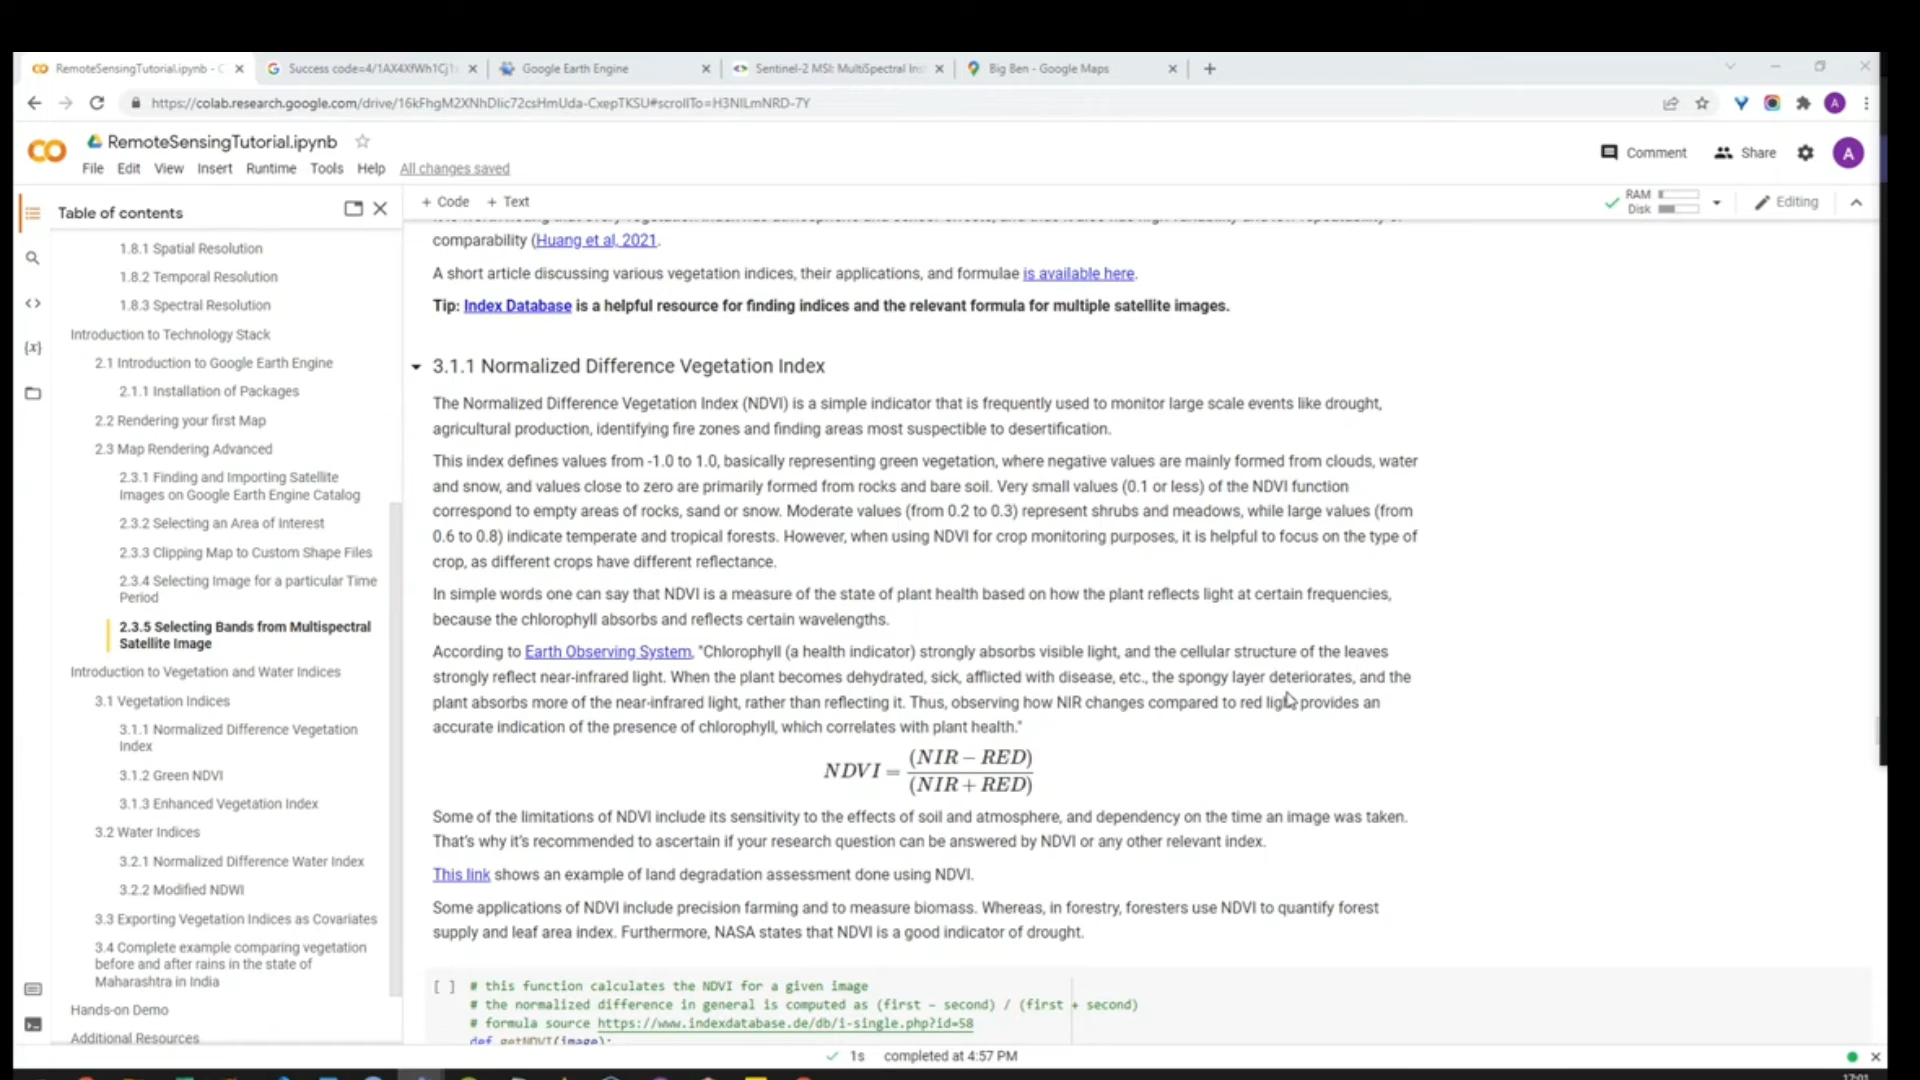 RemoteSensingTutorial.ipynb - C
Success code=4/1AX4XfWh1Cj1
Google Earth Engine
Sentinel-2 MSI: MultiSpectral Ins
Big Ben - Google Maps
https://colab.research.google.com/drive/16kFhgM2XNhDIic72csHmUda-CxepTKSU#scrollTo=H3NILmNRD-7Y
RemoteSensingTutorial.ipynb
Comment Share A
File Edit View Insert Runtime Tools Help All changes saved
+ Code + Text
RAM
Disk
Editing
Table of contents
1.8.1 Spatial Resolution
1.8.2 Temporal Resolution
1.8.3 Spectral Resolution
Introduction to Technology Stack
2.1 Introduction to Google Earth Engine
2.1.1 Installation of Packages
2.2 Rendering your first Map
2.3 Map Rendering Advanced
2.3.1 Finding and Importing Satellite
Images on Google Earth Engine Catalog
2.3.2 Selecting an Area of Interest
2.3.3 Clipping Map to Custom Shape Files
2.3.4 Selecting Image for a particular Time
Period
2.3.5 Selecting Bands from Multispectral
Satellite Image
Introduction to Vegetation and Water Indices
3.1 Vegetation Indices
3.1.1 Normalized Difference Vegetation
Index
3.1.2 Green NDVI
3.1.3 Enhanced Vegetation Index
3.2 Water Indices
3.2.1 Normalized Difference Water Index
3.2.2 Modified NDWI
3.3 Exporting Vegetation Indices as Covariates
3.4 Complete example comparing vegetation
before and after rains in the state of
Maharashtra in India
Hands-on Demo
Additional Resources
comparability (Huang et al, 2021.
A short article discussing various vegetation indices, their applications, and formulae is available here.
Tip: Index Database is a helpful resource for finding indices and the relevant formula for multiple satellite images.
3.1.1 Normalized Difference Vegetation Index
The Normalized Difference Vegetation Index (NDVI) is a simple indicator that is frequently used to monitor large scale events like drought,
agricultural production, identifying fire zones and finding areas most suspectible to desertification.
This index defines values from -1.0 to 1.0, basically representing green vegetation, where negative values are mainly formed from clouds, water
and snow, and values close to zero are primarily formed from rocks and bare soil. Very small values (0.1 or less) of the NDVI function
correspond to empty areas of rocks, sand or snow. Moderate values (from 0.2 to 0.3) represent shrubs and meadows, while large values (from
0.6 to 0.8) indicate temperate and tropical forests. However, when using NDVI for crop monitoring purposes, it is helpful to focus on the type of
crop, as different crops have different reflectance.
In simple words one can say that NDVI is a measure of the state of plant health based on how the plant reflects light at certain frequencies,
because the chlorophyll absorbs and reflects certain wavelengths.
According to Earth Observing System, "Chlorophyll (a health indicator) strongly absorbs visible light, and the cellular structure of the leaves
strongly reflect near-infrared light. When the plant becomes dehydrated, sick, afflicted with disease, etc., the spongy layer deteriorates, and the
plant absorbs more of the near-infrared light, rather than reflecting it. Thus, observing how NIR changes compared to red light provides an
accurate indication of the presence of chlorophyll, which correlates with plant health."
NDVI = (NIR − RED)
(NIR + RED)
Some of the limitations of NDVI include its sensitivity to the effects of soil and atmosphere, and dependency on the time an image was taken.
That's why it's recommended to ascertain if your research question can be answered by NDVI or any other relevant index.
This link shows an example of land degradation assessment done using NDVI.
Some applications of NDVI include precision farming and to measure biomass. Whereas, in forestry, foresters use NDVI to quantify forest
supply and leaf area index. Furthermore, NASA states that NDVI is a good indicator of drought.
[ ] # this function calculates the NDVI for a given image
# the normalized difference in general is computed as (first - second) / (first + second)
# formula source https://www.indexdatabase.de/db/i-single.php?id=58
def getNDVI(image):
1s completed at 4:57 PM
17:01